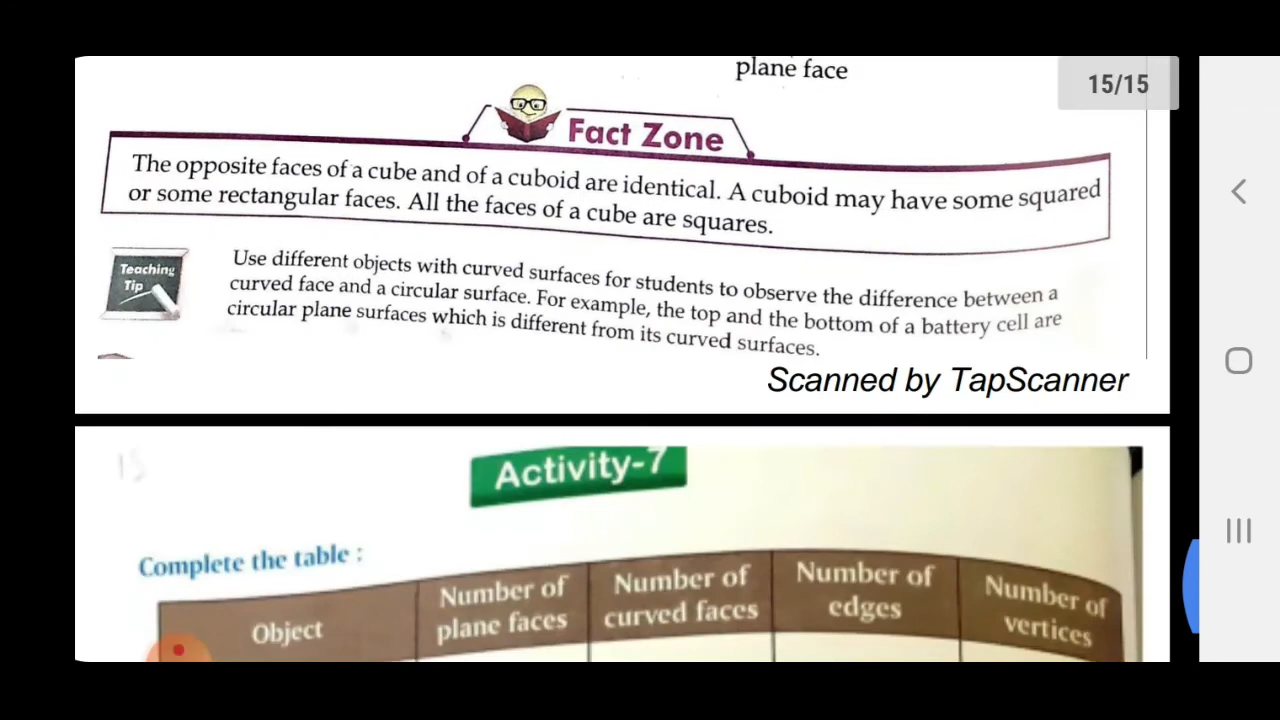 plane face
15/15
Fact Zone
The opposite faces of a cube and of a cuboid are identical. A cuboid may have some squared
or some rectangular faces. All the faces of a cube are squares.
Teaching
Tip
Use different objects with curved surfaces for students to observe the difference between a
curved face and a circular surface. For example, the top and the bottom of a battery cell are
circular plane surfaces which is different from its curved surfaces.
Scanned by TapScanner
15
Activity-7
Complete the table :
Object
Number of
plane faces
Number of
curved faces
Number of
edges
Number of
vertices